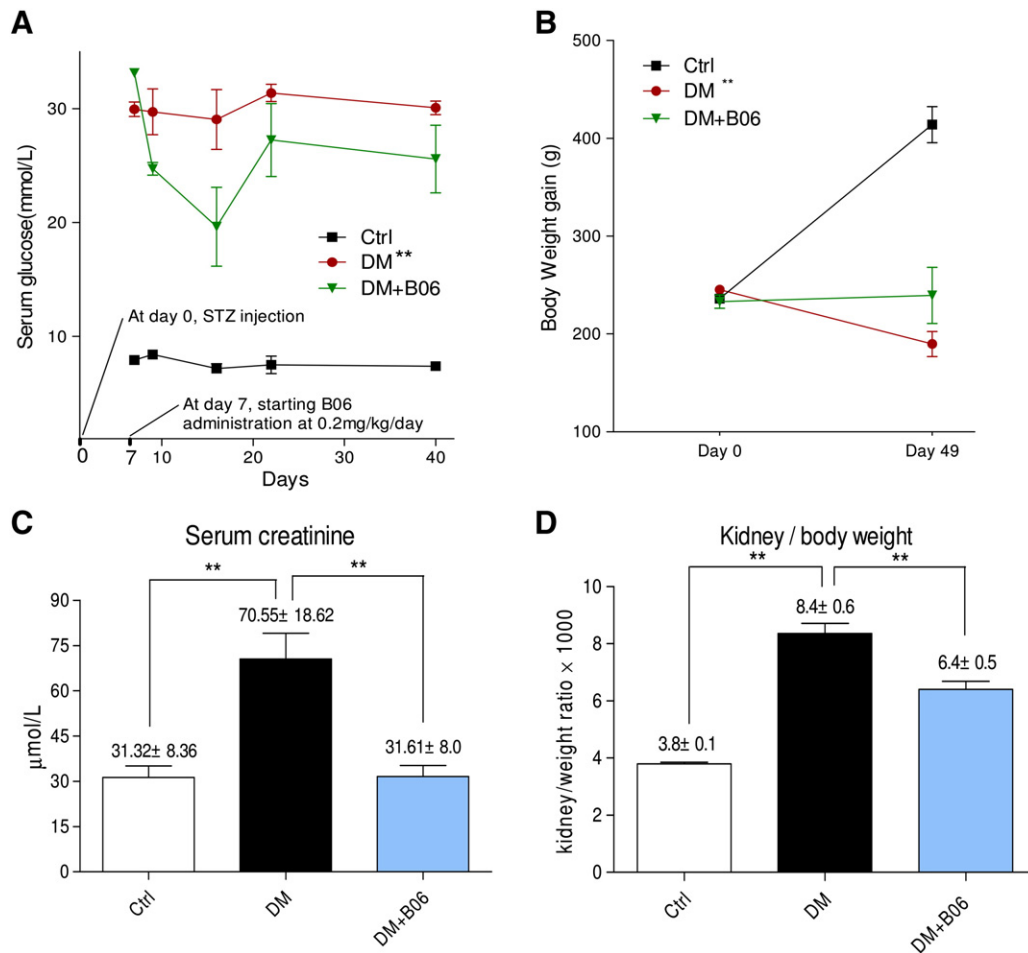 A
Serum glucose(mmol/L)
30
20
10
Ctrl
DM**
DM+B06
At day 0, STZ injection
At day 7, starting B06
administration at 0.2mg/kg/day
0 7 10 20 30 40
Days
B
Body Weight gain (g)
500
400
300
200
100
Ctrl
DM **
DM+B06
Day 0 Day 49
C
Serum creatinine
** **
μmol/L
90
75
60
45
30
15
0
31.32± 8.36
70.55± 18.62
31.61± 8.0
Ctrl DM DM+B06
D
Kidney / body weight
** **
kidney/weight ratio × 1000
10
8
6
4
2
0
3.8± 0.1
8.4± 0.6
6.4± 0.5
Ctrl DM DM+B06